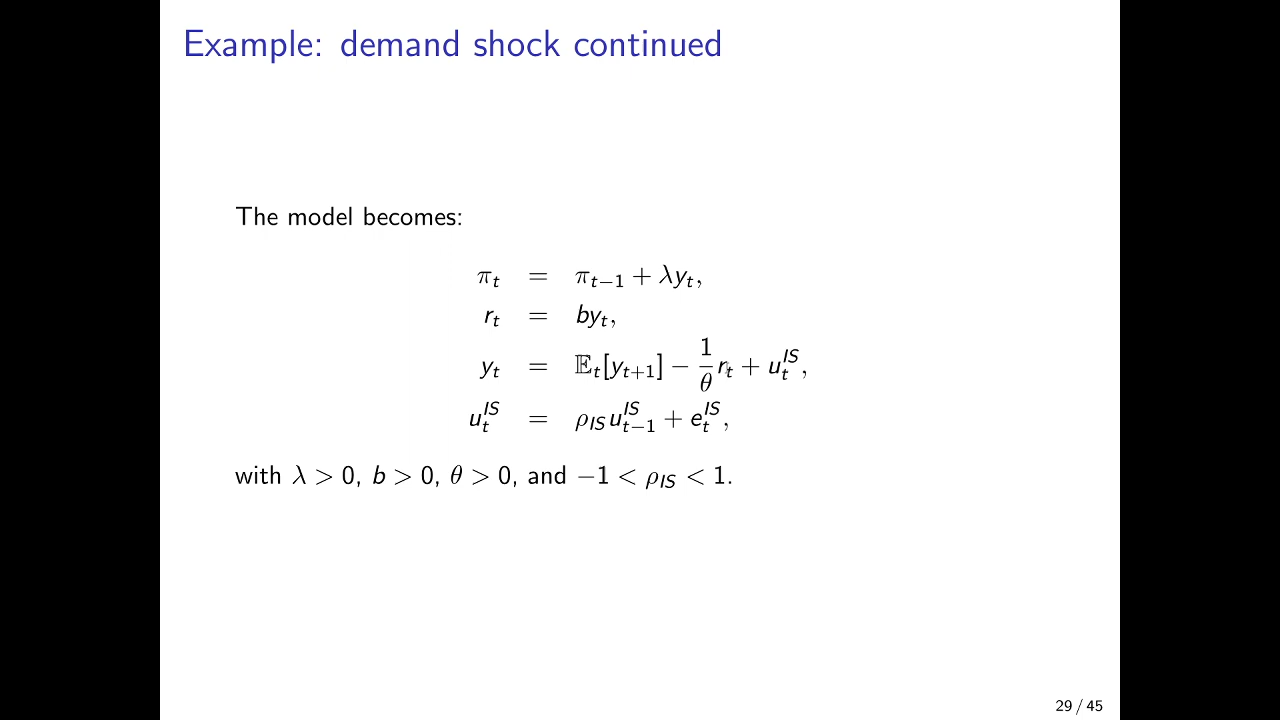 Example: demand shock continued
The model becomes:
π_t = π_{t−1} + λy_t,
r_t = by_t,
y_t = 𝔼_t[y_{t+1}] − \frac{1}{θ} r_t + u_t^{IS},
u_t^{IS} = ρ_{IS} u_{t−1}^{IS} + e_t^{IS},
with λ > 0, b > 0, θ > 0, and −1 < ρ_{IS} < 1.
29 / 45